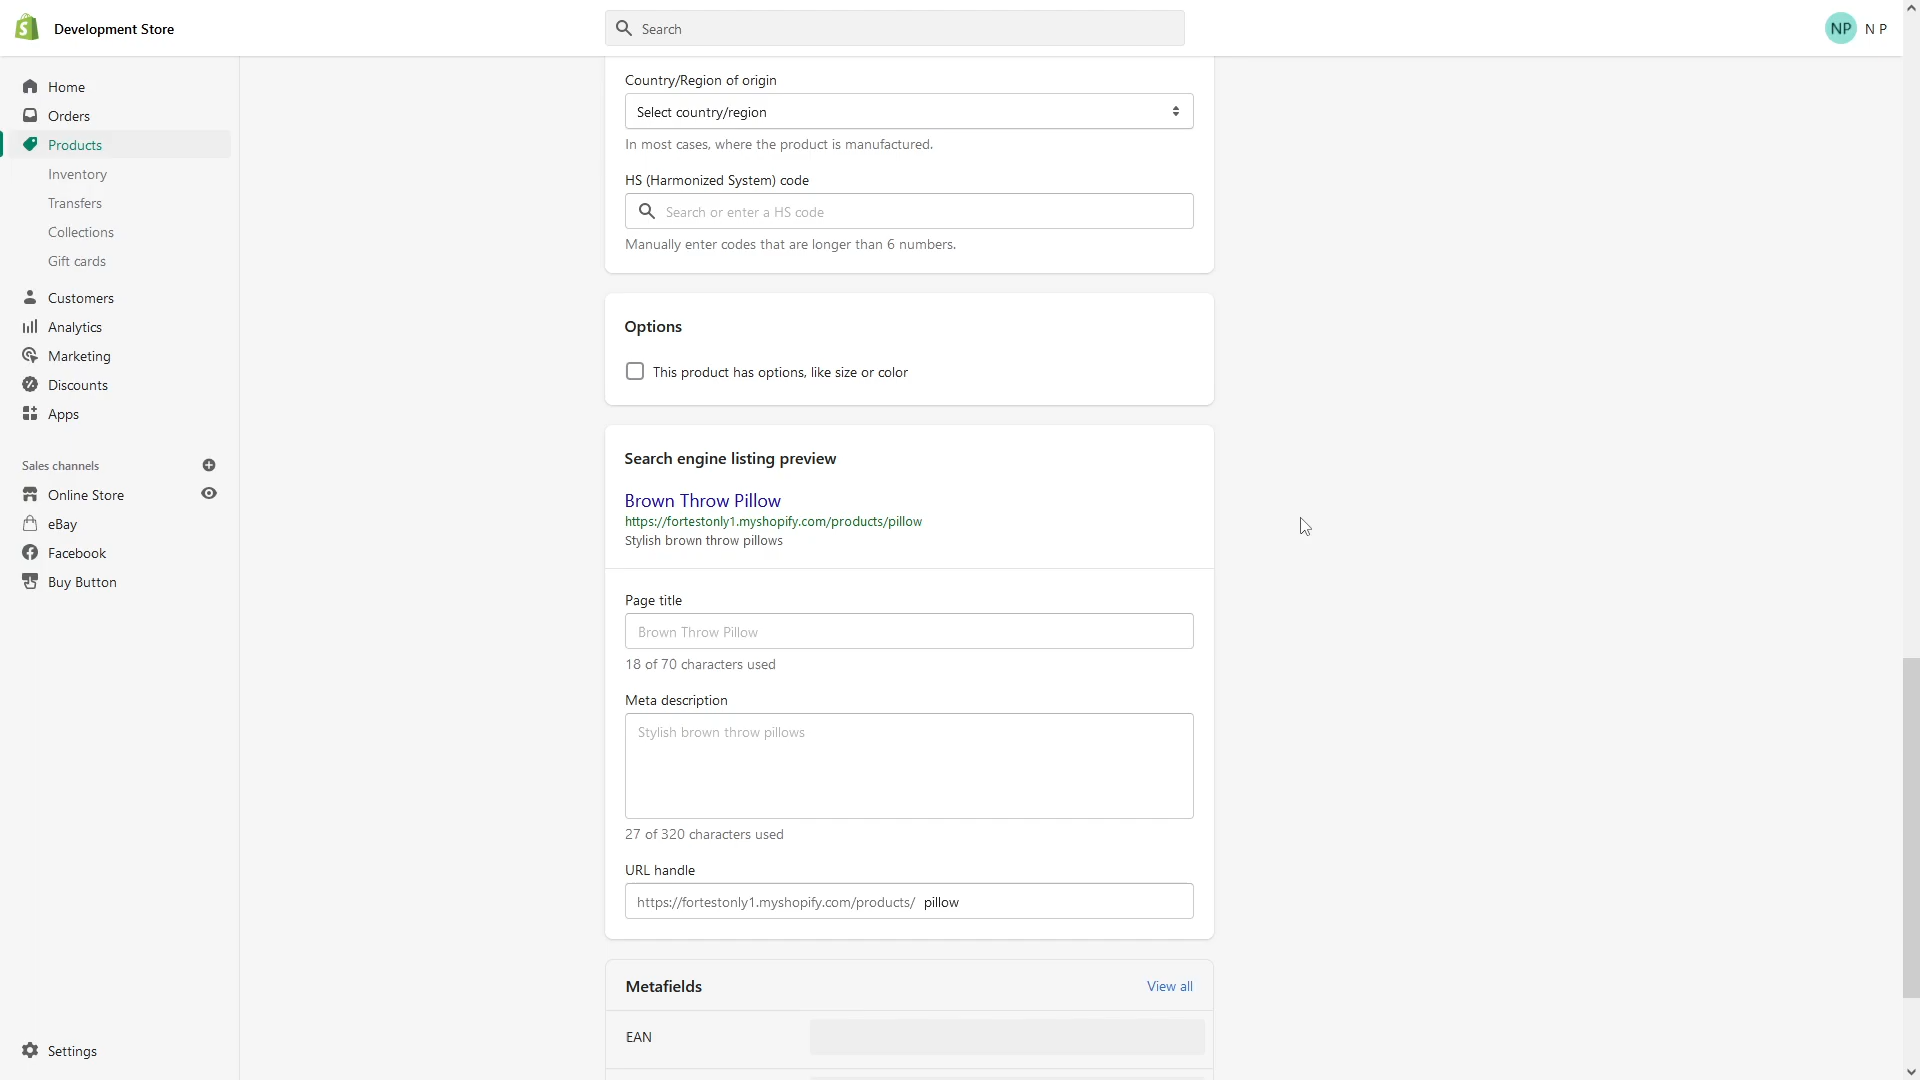 Development Store
Search
NP
N P
Home
Orders
Products
Inventory
Transfers
Collections
Gift cards
Customers
Analytics
Marketing
Discounts
Apps
Sales channels
Online Store
eBay
Facebook
Buy Button
Settings
Country/Region of origin
Select country/region
In most cases, where the product is manufactured.
HS (Harmonized System) code
Search or enter a HS code
Manually enter codes that are longer than 6 numbers.
Options
This product has options, like size or color
Search engine listing preview
Brown Throw Pillow
https://fortestonly1.myshopify.com/products/pillow
Stylish brown throw pillows
Page title
Brown Throw Pillow
18 of 70 characters used
Meta description
Stylish brown throw pillows
27 of 320 characters used
URL handle
https://fortestonly1.myshopify.com/products/ pillow
Metafields
View all
EAN